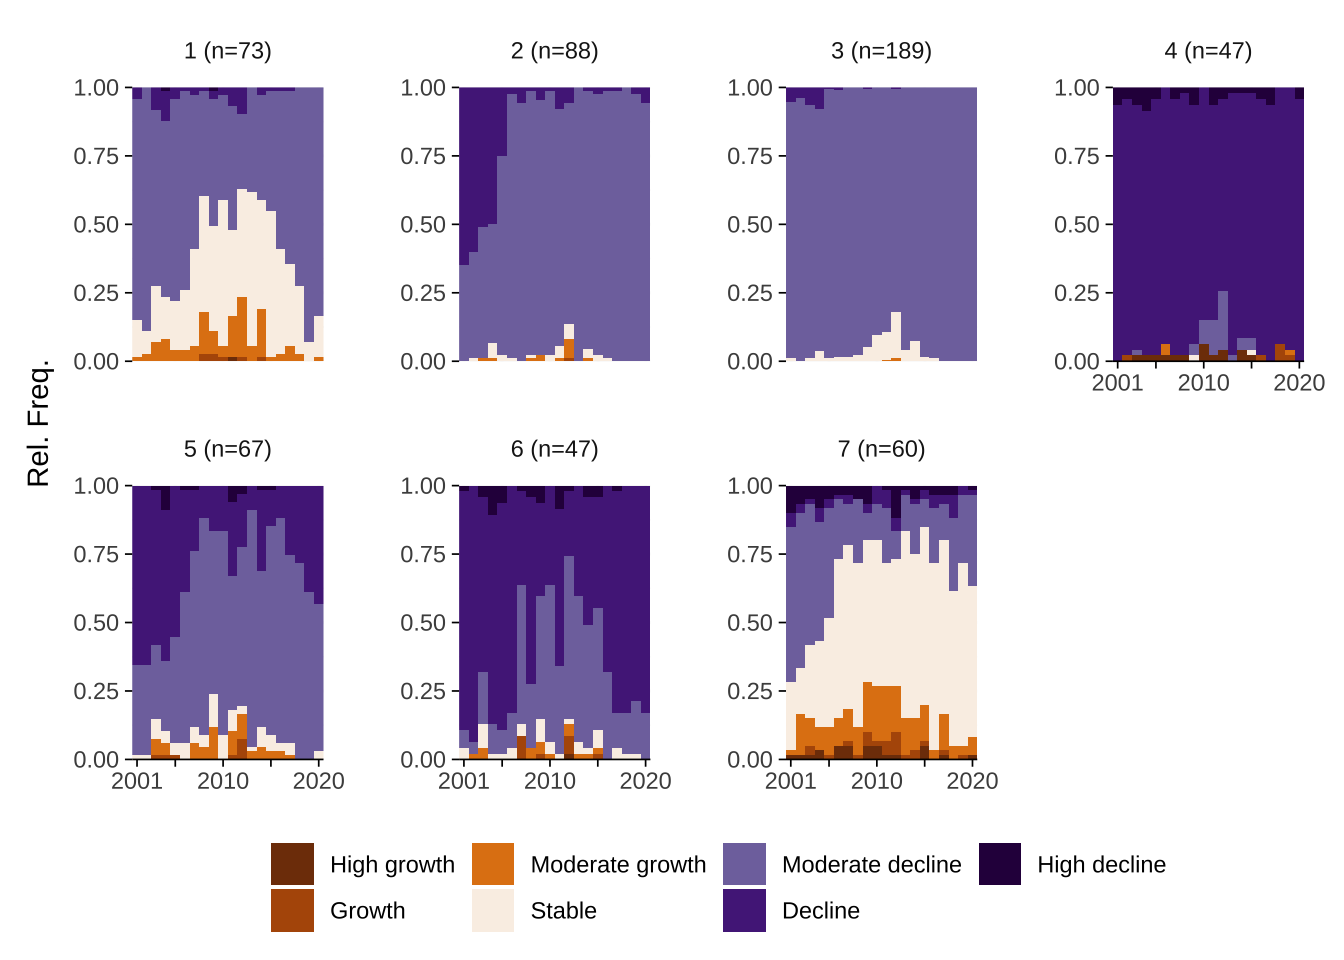 1 (n=73) 2 (n=88) 3 (n=189) 4 (n=47)
1.00 1.00 1.00 1.00
0.75 0.75 0.75 0.75
0.50 0.50 0.50 0.50
0.25 0.25 0.25 0.25
0.00 0.00 0.00 0.00
2001 2010 2020
Rel. Freq.
5 (n=67) 6 (n=47) 7 (n=60)
1.00 1.00 1.00
0.75 0.75 0.75
0.50 0.50 0.50
0.25 0.25 0.25
0.00 0.00 0.00
2001 2010 2020 2001 2010 2020 2001 2010 2020
High growth Moderate growth Moderate decline High decline
Growth Stable Decline